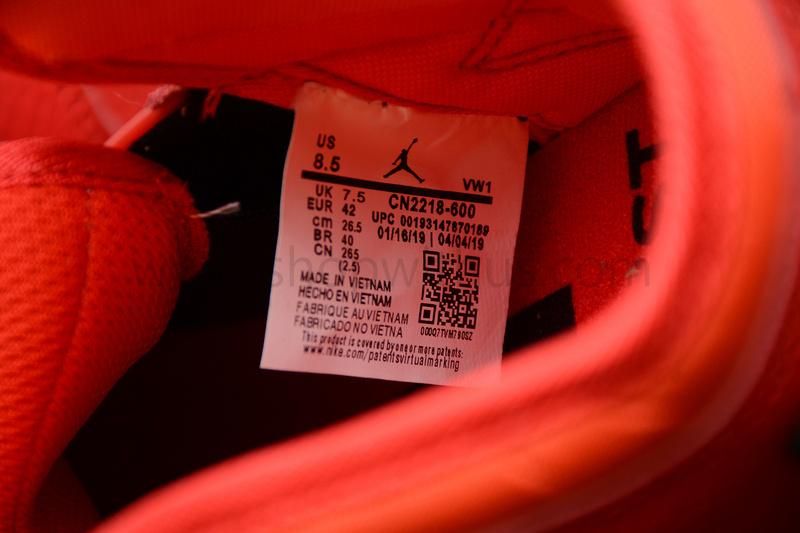 US
8.5
VW1
UK 7.5 CN2218-600
EUR 42 UPC 00193147870189
cm 26.5 01/16/19 | 04/04/19
BR 40
CN 265
(2.5)
MADE IN VIETNAM
HECHO EN VIETNAM
FABRIQUE AU VIETNAM
FABRICADO NO VIETNA
000Q7TVM790SZ
This product is covered by one or more patents:
www.nike.com/patentsvirtualmarking